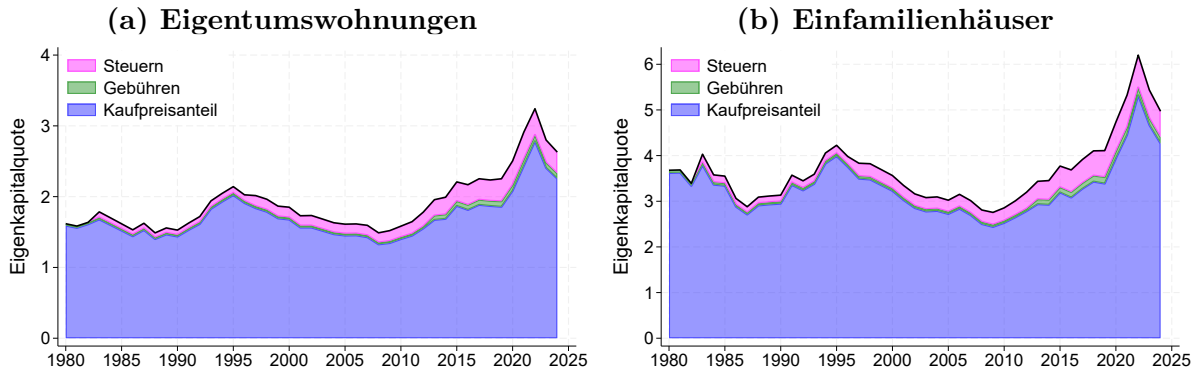 (a) Eigentumswohnungen
Eigenkapitalquote
4
3
2
1
0
Steuern
Gebühren
Kaufpreisanteil
1980 1985 1990 1995 2000 2005 2010 2015 2020 2025
(b) Einfamilienhäuser
Eigenkapitalquote
6
5
4
3
2
1
0
Steuern
Gebühren
Kaufpreisanteil
1980 1985 1990 1995 2000 2005 2010 2015 2020 2025